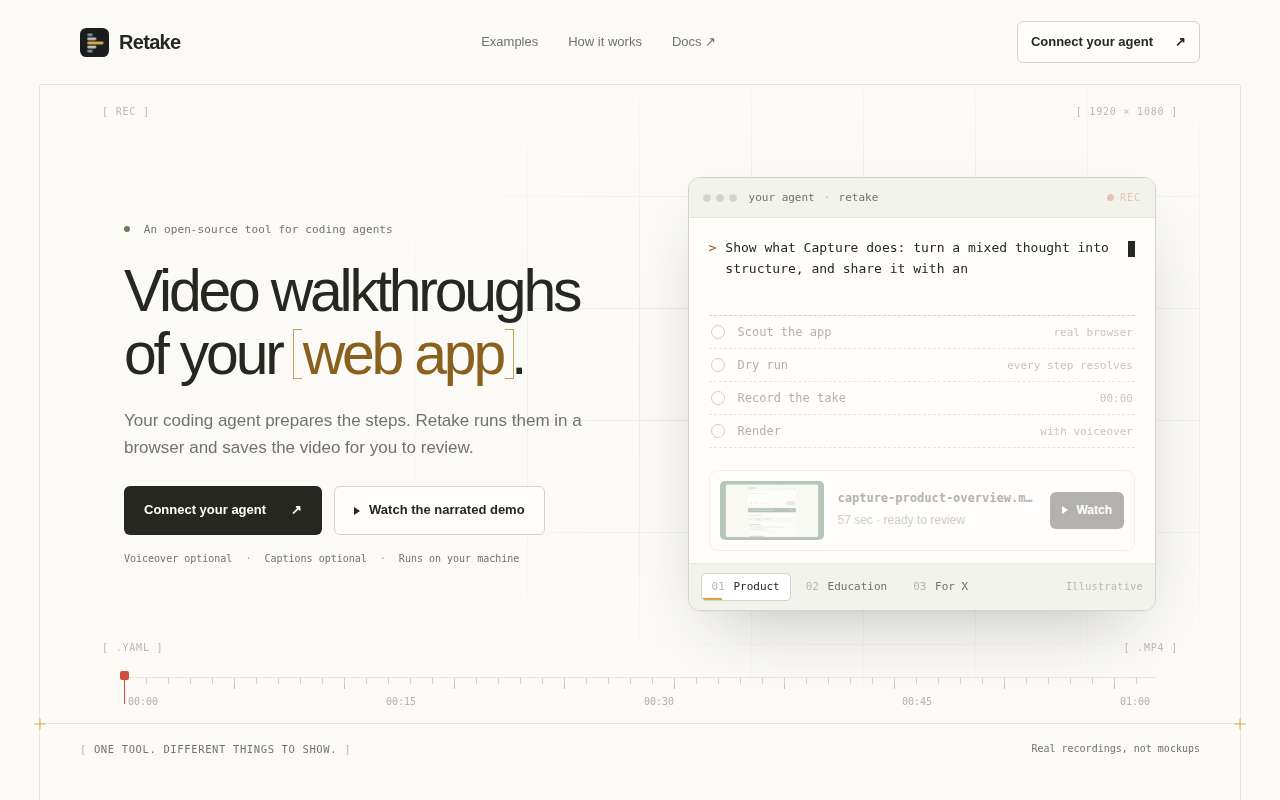 Retake
Examples
How it works
Docs ↗
Connect your agent ↗
[ REC ]
[ 1920 × 1080 ]
An open-source tool for coding agents
Video walkthroughs
of your [web app].
Your coding agent prepares the steps. Retake runs them in a
browser and saves the video for you to review.
Connect your agent ↗
Watch the narrated demo
Voiceover optional · Captions optional · Runs on your machine
your agent · retake
REC
> Show what Capture does: turn a mixed thought into
structure, and share it with an
Scout the app real browser
Dry run every step resolves
Record the take 00:00
Render with voiceover
capture-product-overview.m…
57 sec · ready to review
Watch
01 Product
02 Education
03 For X
Illustrative
[ .YAML ]
[ .MP4 ]
00:00 00:15 00:30 00:45 01:00
[ ONE TOOL. DIFFERENT THINGS TO SHOW. ]
Real recordings, not mockups